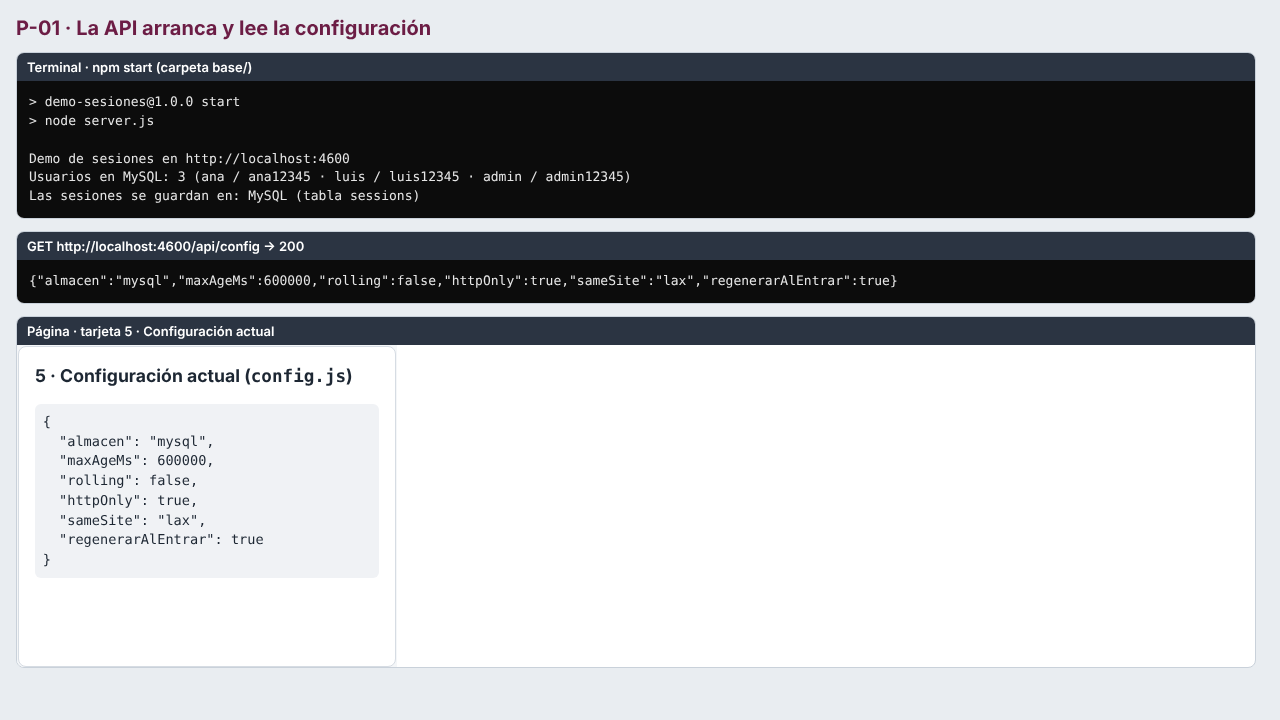 P-01 · La API arranca y lee la configuración
Terminal · npm start (carpeta base/)
> demo-sesiones@1.0.0 start
> node server.js
Demo de sesiones en http://localhost:4600
Usuarios en MySQL: 3 (ana / ana12345 · luis / luis12345 · admin / admin12345)
Las sesiones se guardan en: MySQL (tabla sessions)
GET http://localhost:4600/api/config → 200
{"almacen":"mysql","maxAgeMs":600000,"rolling":false,"httpOnly":true,"sameSite":"lax","regenerarAlEntrar":true}
Página · tarjeta 5 · Configuración actual
5 · Configuración actual (config.js)
{
  "almacen": "mysql",
  "maxAgeMs": 600000,
  "rolling": false,
  "httpOnly": true,
  "sameSite": "lax",
  "regenerarAlEntrar": true
}